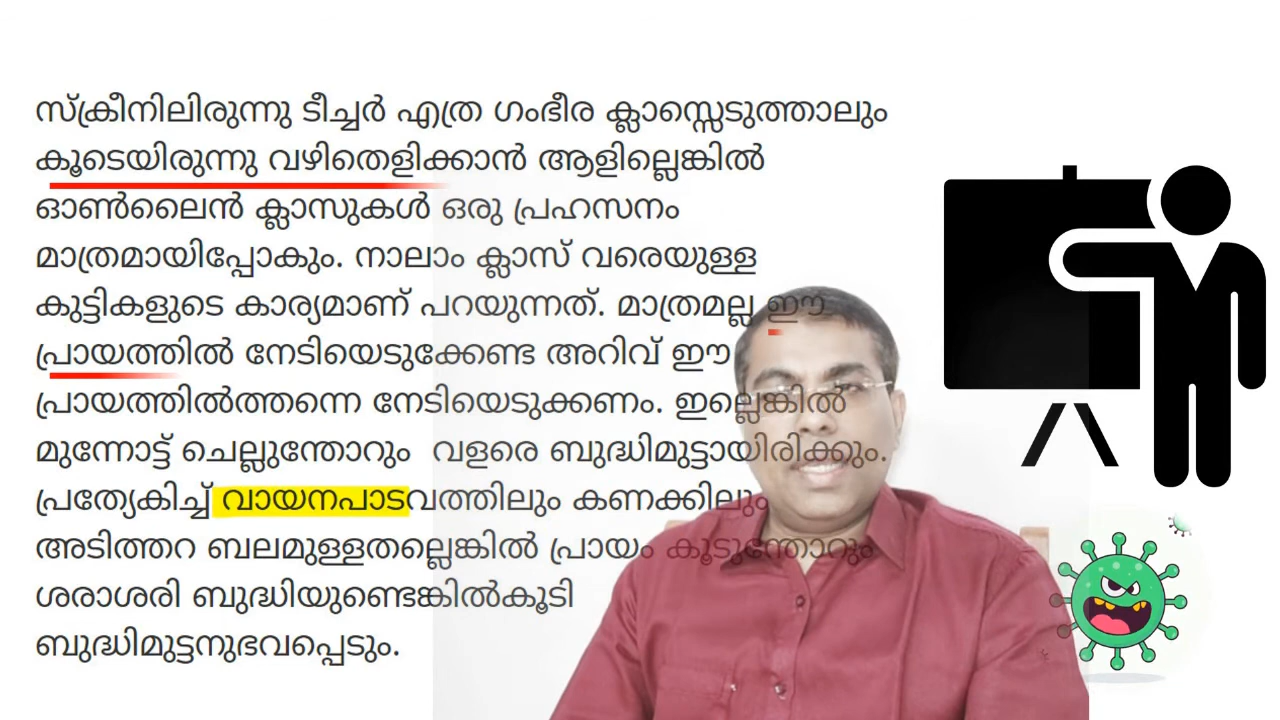 സ്ക്രീനിലിരുന്നു ടീച്ചർ എത്ര ഗംഭീര ക്ലാസ്സെടുത്താലും
കൂടെയിരുന്നു വഴിതെളിക്കാൻ ആളില്ലെങ്കിൽ
ഓൺലൈൻ ക്ലാസുകൾ ഒരു പ്രഹസനം
മാത്രമായിപ്പോകും. നാലാം ക്ലാസ് വരെയുള്ള
കുട്ടികളുടെ കാര്യമാണ് പറയുന്നത്. മാത്രമല്ല ഈ
പ്രായത്തിൽ നേടിയെടുക്കേണ്ട അറിവ് ഈ
പ്രായത്തിൽത്തന്നെ നേടിയെടുക്കണം. ഇല്ലെങ്കിൽ
മുന്നോട്ട് ചെല്ലുന്തോറും വളരെ ബുദ്ധിമുട്ടായിരിക്കും.
പ്രത്യേകിച്ച് വായനപാടവത്തിലും കണക്കിലും
അടിത്തറ ബലമുള്ളതല്ലെങ്കിൽ പ്രായം കൂടുന്തോറും
ശരാശരി ബുദ്ധിയുണ്ടെങ്കിൽകൂടി
ബുദ്ധിമുട്ടനുഭവപ്പെടും.